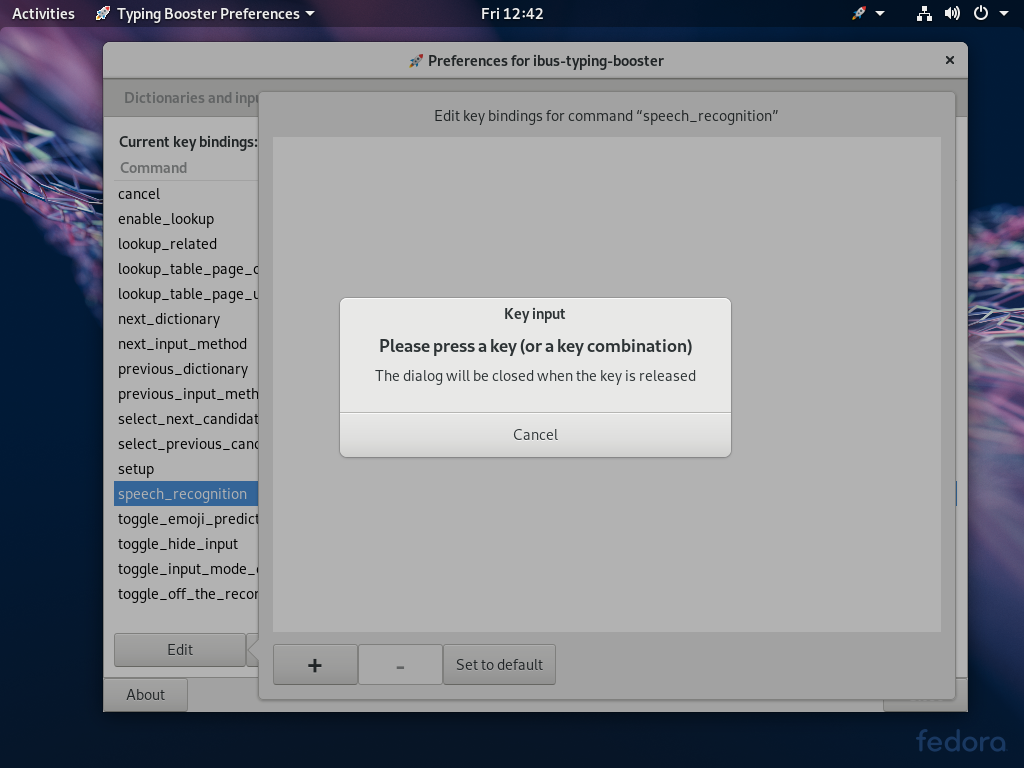 Activities Typing Booster Preferences Fri 12:42
Preferences for ibus-typing-booster
Dictionaries and inpu
Edit key bindings for command “speech_recognition”
Current key bindings:
Command
cancel
enable_lookup
lookup_related
lookup_table_page_d
lookup_table_page_u
next_dictionary
next_input_method
previous_dictionary
previous_input_meth
select_next_candidat
select_previous_cand
setup
speech_recognition
toggle_emoji_predict
toggle_hide_input
toggle_input_mode_o
toggle_off_the_recor
Key input
Please press a key (or a key combination)
The dialog will be closed when the key is released
Cancel
Edit
+ - Set to default
About
fedora